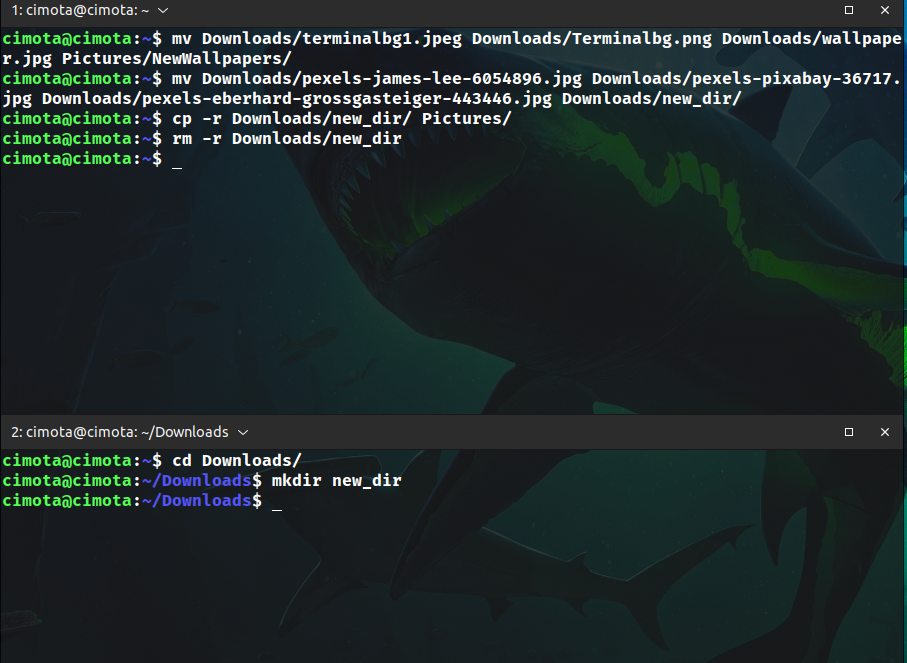 1: cimota@cimota: ~
cimota@cimota:~$ mv Downloads/terminalbg1.jpeg Downloads/Terminalbg.png Downloads/wallpape
r.jpg Pictures/NewWallpapers/
cimota@cimota:~$ mv Downloads/pexels-james-lee-6054896.jpg Downloads/pexels-pixabay-36717.
jpg Downloads/pexels-eberhard-grossgasteiger-443446.jpg Downloads/new_dir/
cimota@cimota:~$ cp -r Downloads/new_dir/ Pictures/
cimota@cimota:~$ rm -r Downloads/new_dir
cimota@cimota:~$ _
2: cimota@cimota: ~/Downloads
cimota@cimota:~$ cd Downloads/
cimota@cimota:~/Downloads$ mkdir new_dir
cimota@cimota:~/Downloads$ _